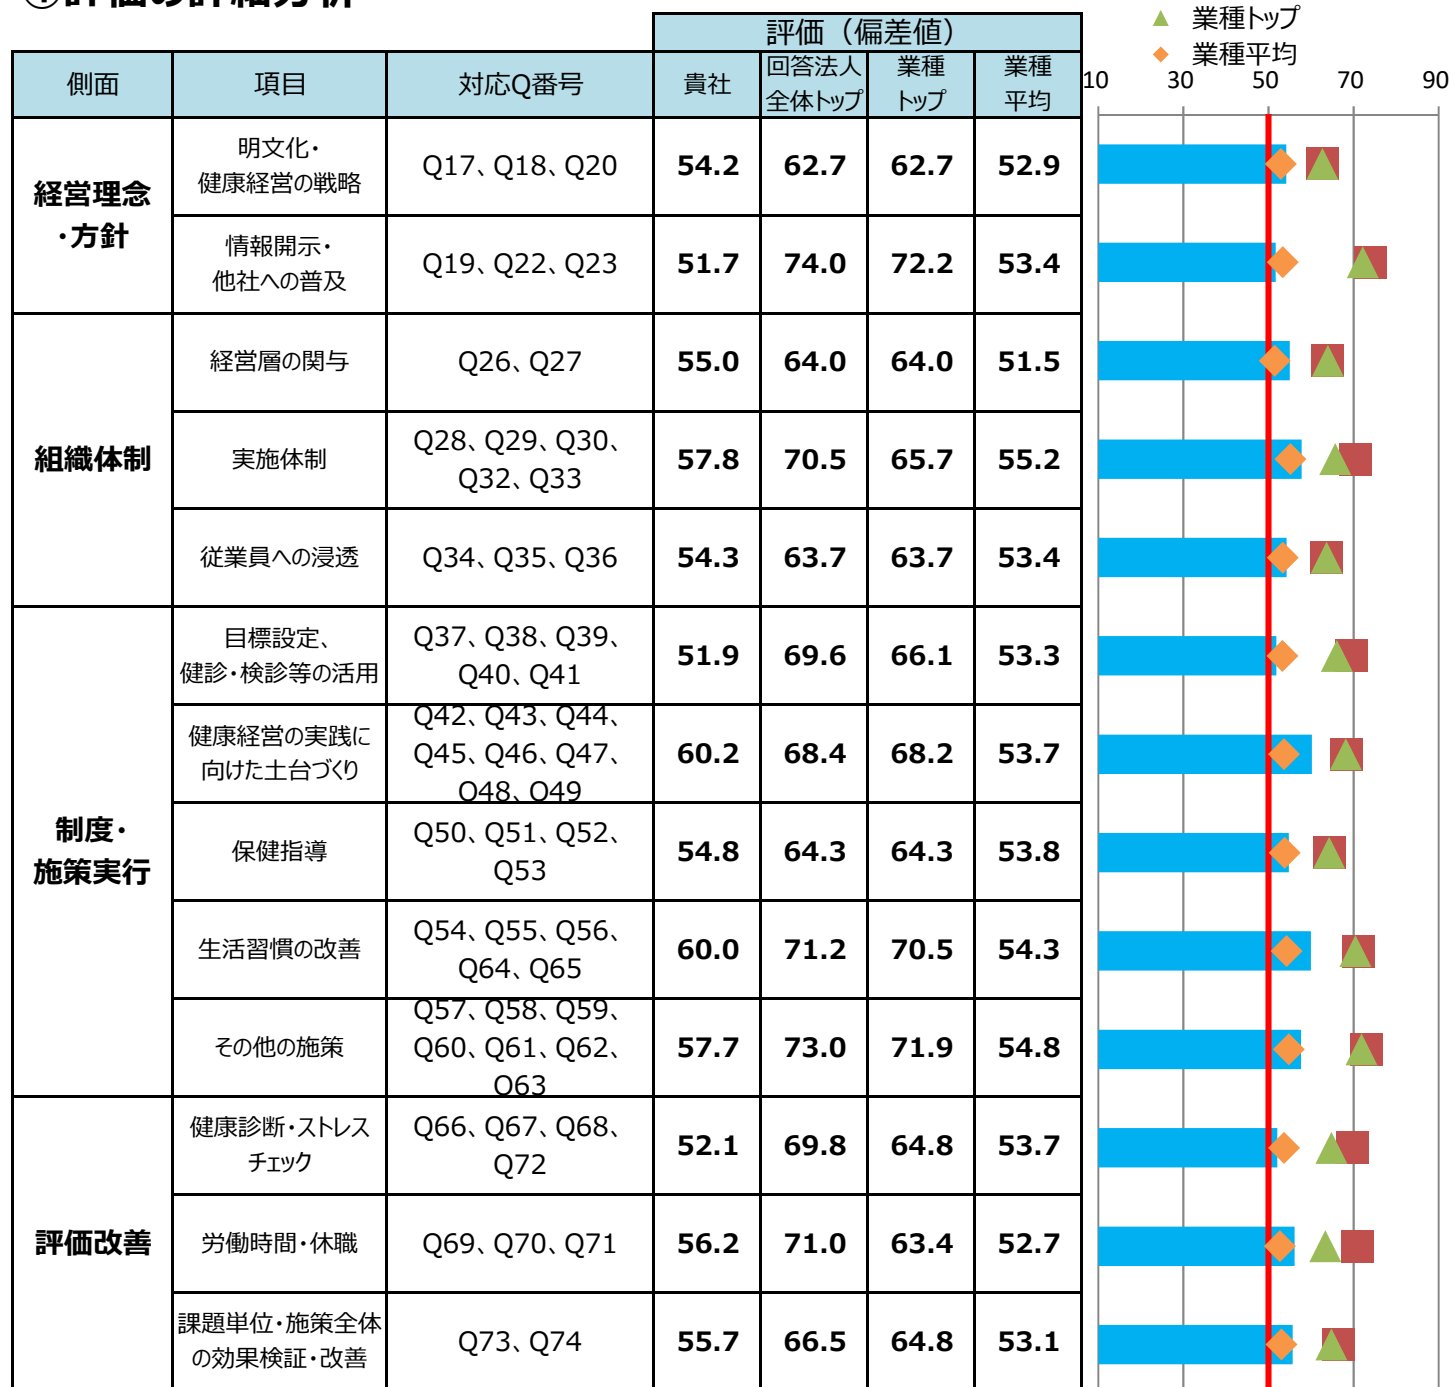 ①評価の詳細分析
業種トップ
業種平均
評価（偏差値）
側面 項目 対応Q番号 貴社 回答法人全体トップ 業種トップ 業種平均
10 30 50 70 90
経営理念・方針
明文化・健康経営の戦略 Q17、Q18、Q20 54.2 62.7 62.7 52.9
情報開示・他社への普及 Q19、Q22、Q23 51.7 74.0 72.2 53.4
組織体制
経営層の関与 Q26、Q27 55.0 64.0 64.0 51.5
実施体制 Q28、Q29、Q30、Q32、Q33 57.8 70.5 65.7 55.2
従業員への浸透 Q34、Q35、Q36 54.3 63.7 63.7 53.4
制度・施策実行
目標設定、健診・検診等の活用 Q37、Q38、Q39、Q40、Q41 51.9 69.6 66.1 53.3
健康経営の実践に向けた土台づくり Q42、Q43、Q44、Q45、Q46、Q47、Q48、Q49 60.2 68.4 68.2 53.7
保健指導 Q50、Q51、Q52、Q53 54.8 64.3 64.3 53.8
生活習慣の改善 Q54、Q55、Q56、Q64、Q65 60.0 71.2 70.5 54.3
その他の施策 Q57、Q58、Q59、Q60、Q61、Q62、Q63 57.7 73.0 71.9 54.8
評価改善
健康診断・ストレスチェック Q66、Q67、Q68、Q72 52.1 69.8 64.8 53.7
労働時間・休職 Q69、Q70、Q71 56.2 71.0 63.4 52.7
課題単位・施策全体の効果検証・改善 Q73、Q74 55.7 66.5 64.8 53.1